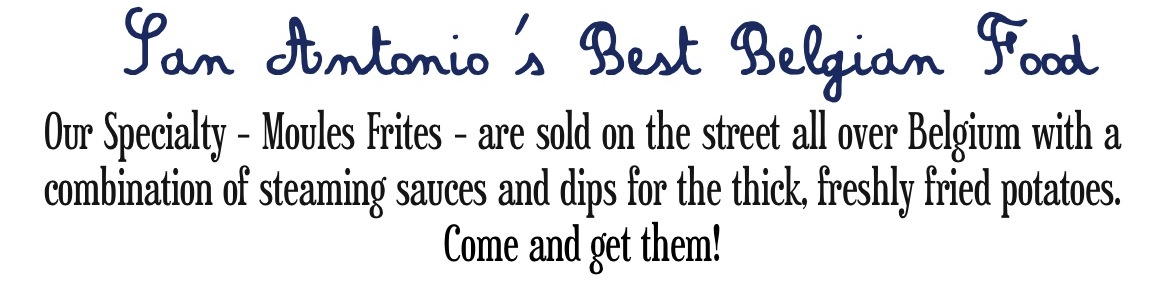 San Antonio's Best Belgian Food
Our Specialty - Moules Frites - are sold on the street all over Belgium with a
combination of steaming sauces and dips for the thick, freshly fried potatoes.
Come and get them!